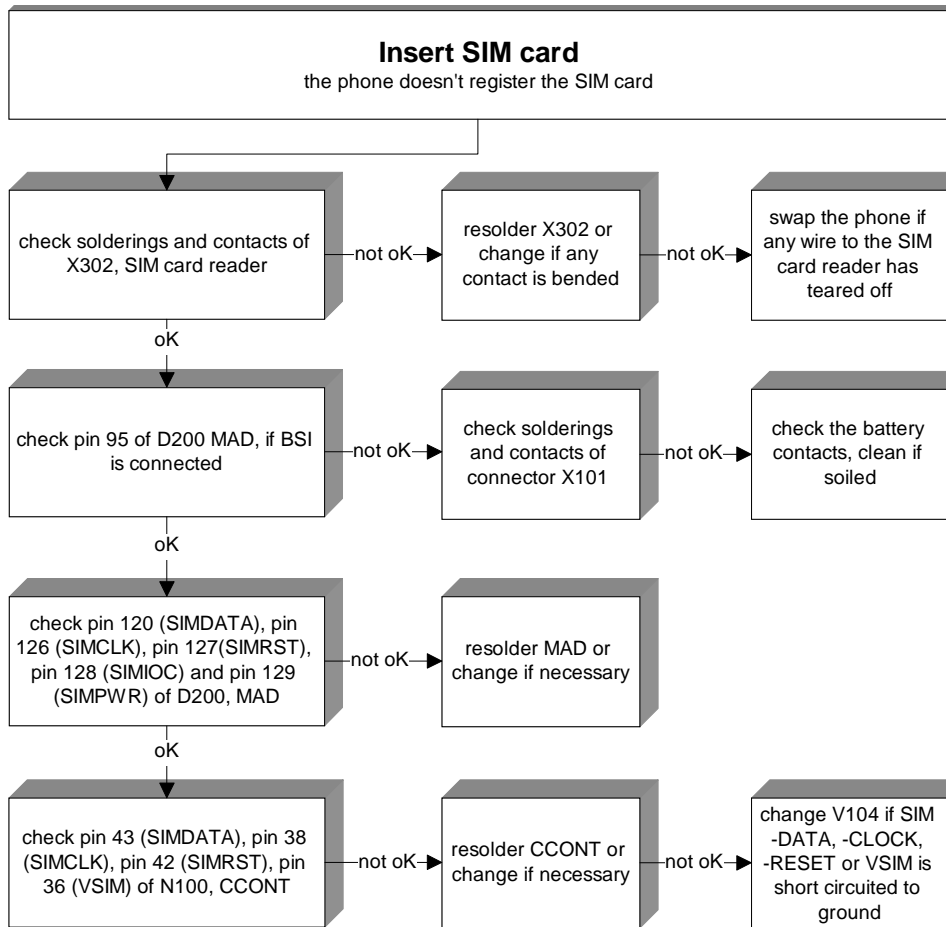 Insert SIM card
the phone doesn't register the SIM card
check solderings and contacts of
X302, SIM card reader
not oK
resolder X302 or
change if any
contact is bended
not oK
swap the phone if
any wire to the SIM
card reader has
teared off
oK
check pin 95 of D200 MAD, if BSI
is connected
not oK
check solderings
and contacts of
connector X101
not oK
check the battery
contacts, clean if
soiled
oK
check pin 120 (SIMDATA), pin
126 (SIMCLK), pin 127(SIMRST),
pin 128 (SIMIOC) and pin 129
(SIMPWR) of D200, MAD
not oK
resolder MAD or
change if necessary
oK
check pin 43 (SIMDATA), pin 38
(SIMCLK), pin 42 (SIMRST), pin
36 (VSIM) of N100, CCONT
not oK
resolder CCONT or
change if necessary
not oK
change V104 if SIM
-DATA, -CLOCK,
-RESET or VSIM is
short circuited to
ground